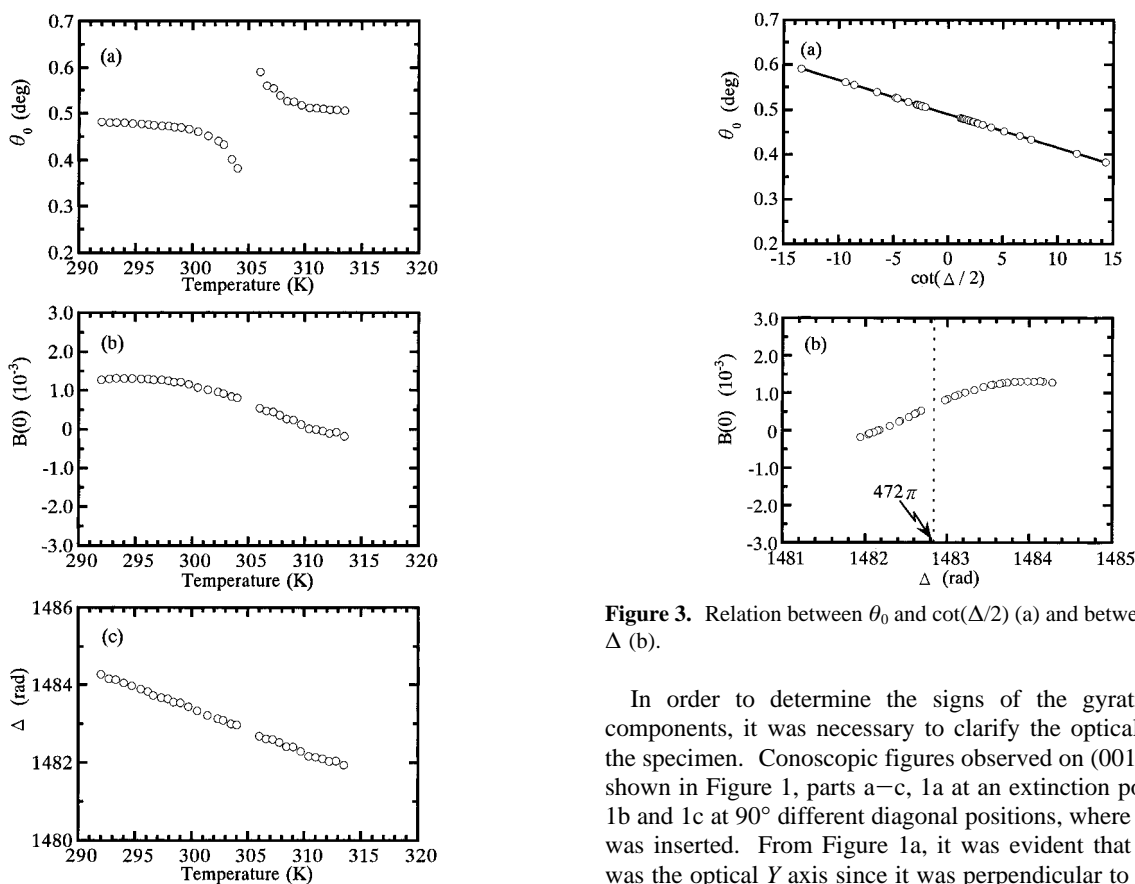 0.7
(a)
0.6
0.5
0.4
0.3
0.2
θ0 (deg)
290 295 300 305 310 315 320
Temperature (K)
3.0
(b)
2.0
1.0
0
-1.0
-2.0
-3.0
B(0) (10-3)
290 295 300 305 310 315 320
Temperature (K)
1486
(c)
1484
1482
1480
Δ (rad)
290 295 300 305 310 315 320
Temperature (K)
0.7
(a)
0.6
0.5
0.4
0.3
0.2
θ0 (deg)
-15 -10 -5 0 5 10 15
cot(Δ/2)
3.0
(b)
2.0
1.0
0
-1.0
-2.0
-3.0
B(0) (10-3)
472π
1481 1482 1483 1484 1485
Δ (rad)
Figure 3. Relation between θ0 and cot(Δ/2) (a) and betwe
Δ (b).
In order to determine the signs of the gyrat
components, it was necessary to clarify the optical
the specimen. Conoscopic figures observed on (001
shown in Figure 1, parts a−c, 1a at an extinction po
1b and 1c at 90° different diagonal positions, where
was inserted. From Figure 1a, it was evident that
was the optical Y axis since it was perpendicular to